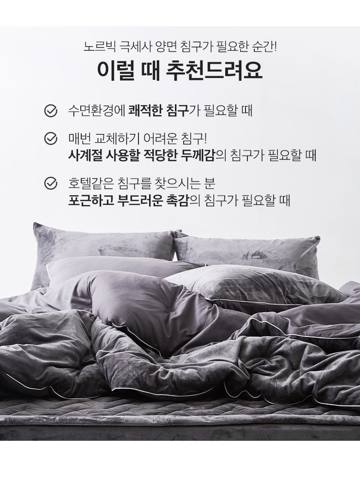 노르빅 극세사 양면 침구가 필요한 순간!
이럴 때 추천드려요
수면환경에 쾌적한 침구가 필요할 때
매번 교체하기 어려운 침구!
사계절 사용할 적당한 두께감의 침구가 필요할 때
호텔같은 침구를 찾으시는 분
포근하고 부드러운 촉감의 침구가 필요할 때